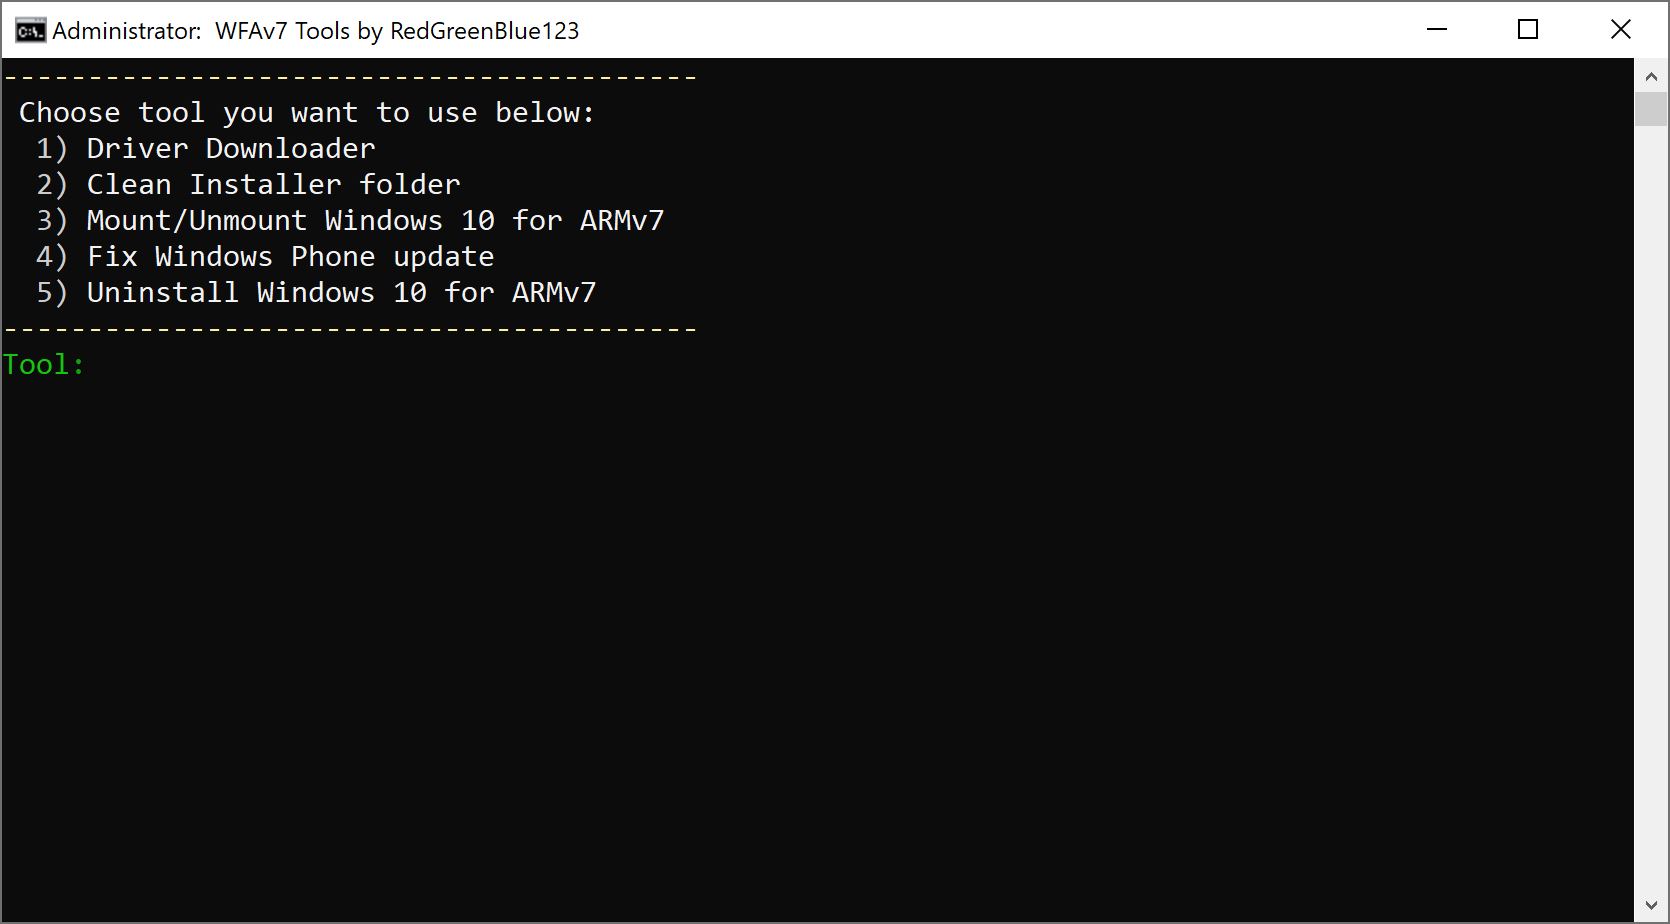 Administrator:  WFAv7 Tools by RedGreenBlue123
-----------------------------------------
 Choose tool you want to use below:
  1) Driver Downloader
  2) Clean Installer folder
  3) Mount/Unmount Windows 10 for ARMv7
  4) Fix Windows Phone update
  5) Uninstall Windows 10 for ARMv7
-----------------------------------------
Tool: